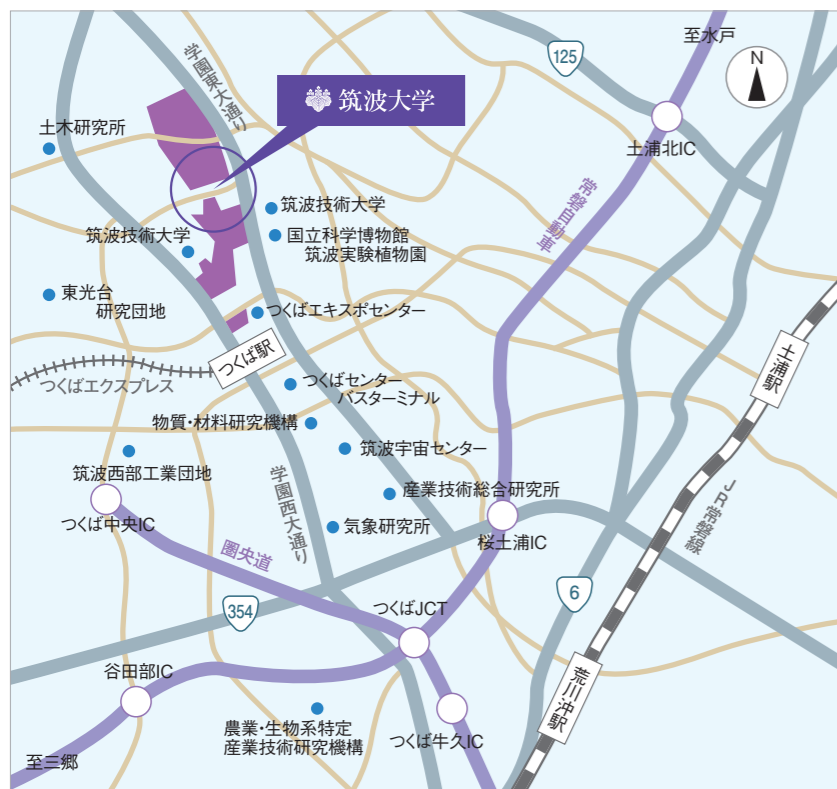 至水戸
N
125
学園東大通り
筑波大学
土木研究所
土浦北IC
筑波技術大学
常磐自動車
国立科学博物館
筑波実験植物園
筑波技術大学
東光台
研究団地
つくばエキスポセンター
つくば駅
土浦駅
つくばエクスプレス
つくばセンター
バスターミナル
物質・材料研究機構
筑波宇宙センター
筑波西部工業団地
学園西大通り
産業技術総合研究所
JR常磐線
つくば中央IC
気象研究所
桜土浦IC
圏央道
6
354
つくばJCT
谷田部IC
荒川沖駅
農業・生物系特定
産業技術研究機構
つくば牛久IC
至三郷